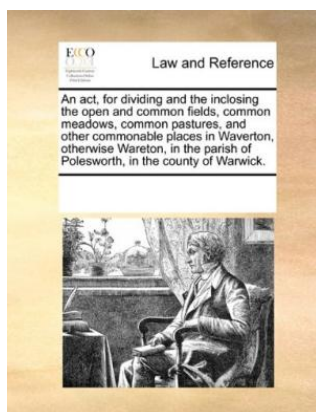 ECCO
Law and Reference
An act, for dividing and the inclosing
the open and common fields, common
meadows, common pastures, and
other commonable places in Waverton,
otherwise Wareton, in the parish of
Polesworth, in the county of Warwick.